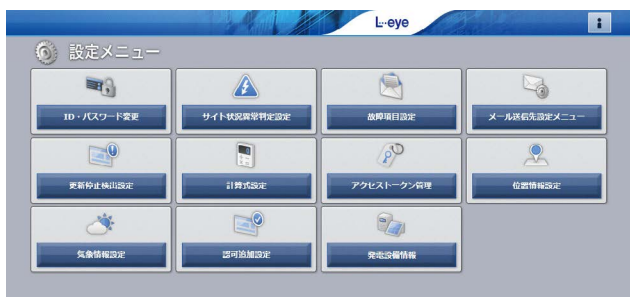 L・eye
設定メニュー
ID・パスワード変更
サイト状況異常判定設定
故障項目設定
メール送信先設定メニュー
更新停止検出設定
計算式設定
アクセストークン管理
位置情報設定
気象情報設定
認可追加設定
発電設備情報